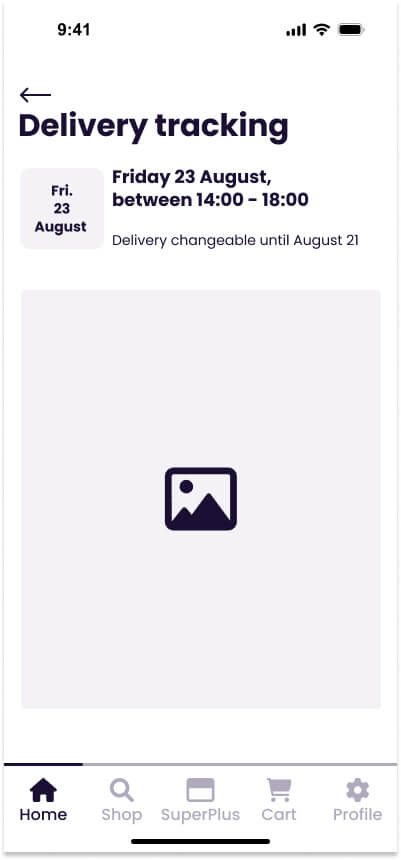 9:41
Delivery tracking
Fri.
23
August
Friday 23 August,
between 14:00 - 18:00
Delivery changeable until August 21
Home
Shop
SuperPlus
Cart
Profile